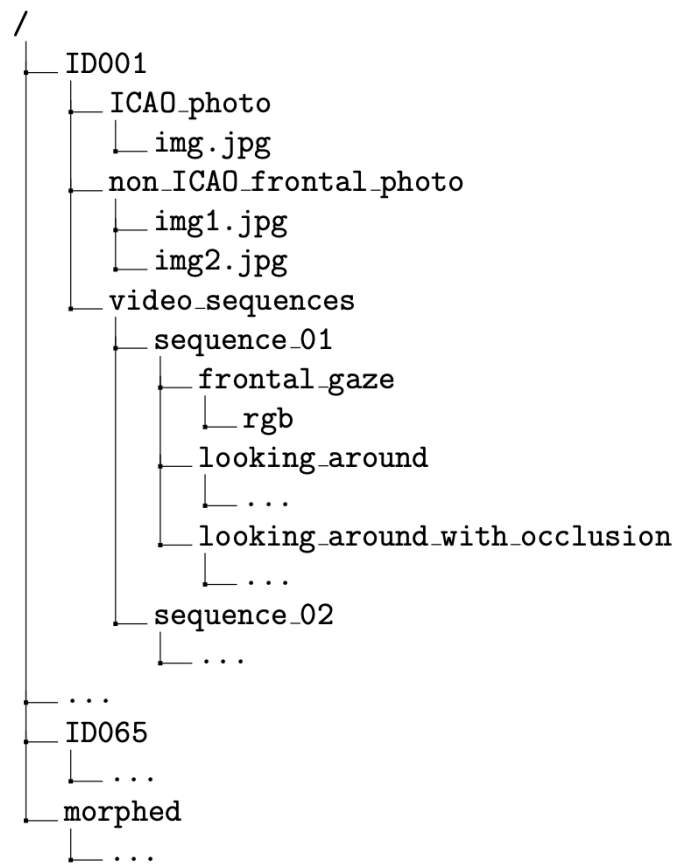 /
ID001
ICAO_photo
img.jpg
non_ICAO_frontal_photo
img1.jpg
img2.jpg
video_sequences
sequence_01
frontal_gaze
rgb
looking_around
...
looking_around_with_occlusion
...
sequence_02
...
...
ID065
...
morphed
...